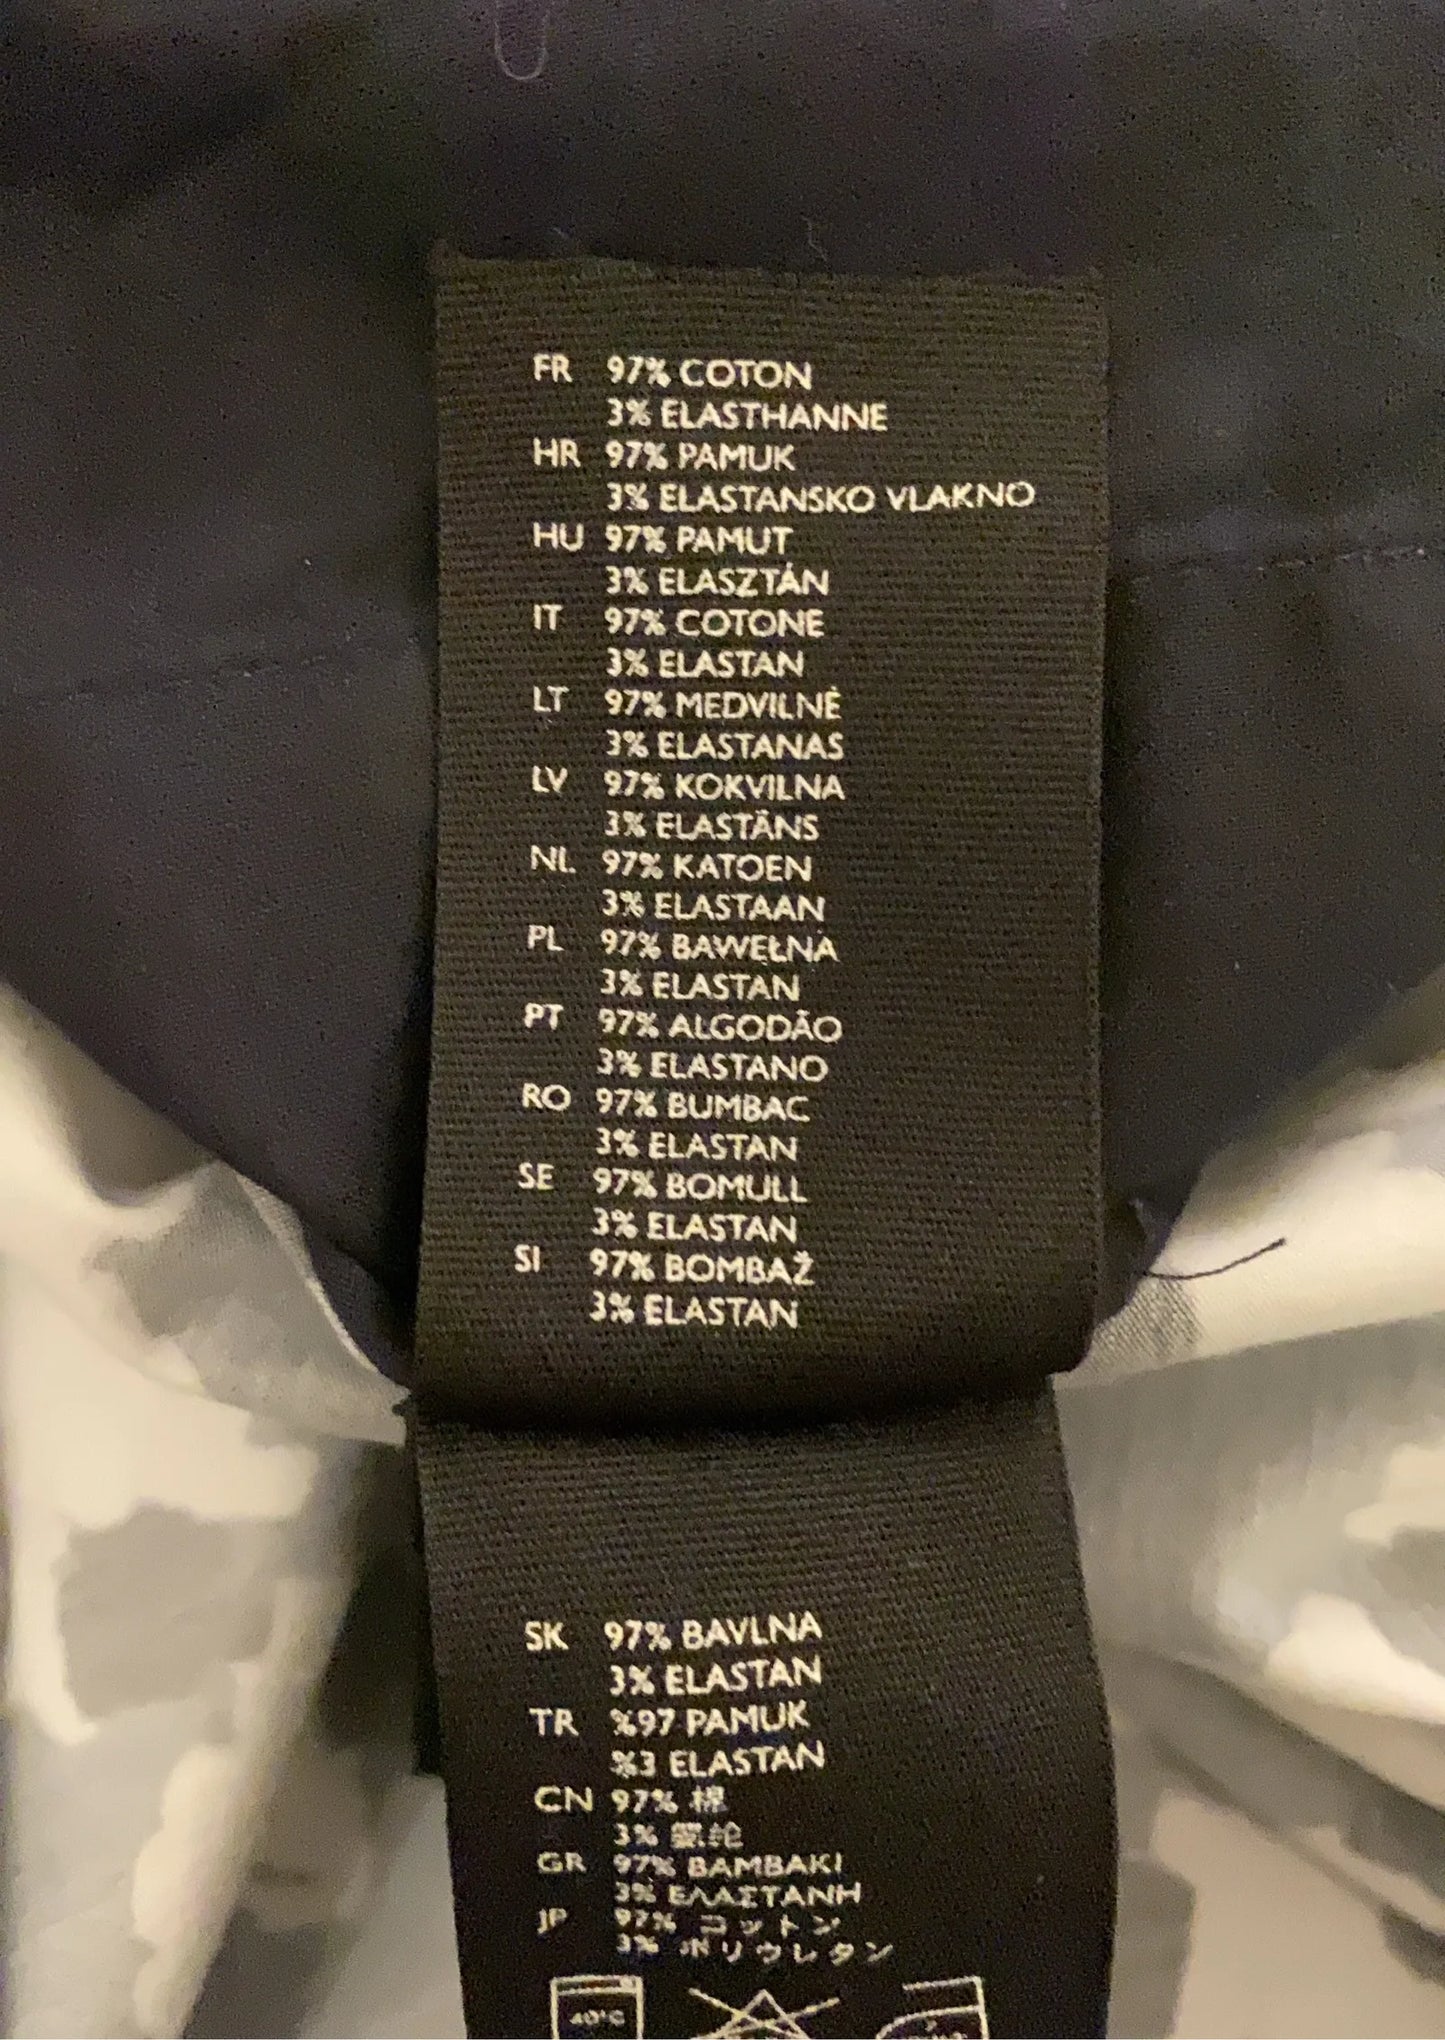 FR 97% COTON
3% ELASTHANNE
HR 97% PAMUK
3% ELASTANSKO VLAKNO
HU 97% PAMUT
3% ELASZTÁN
IT 97% COTONE
3% ELASTAN
LT 97% MEDVILNĖ
3% ELASTANAS
LV 97% KOKVILNA
3% ELASTĀNS
NL 97% KATOEN
3% ELASTAAN
PL 97% BAWEŁNA
3% ELASTAN
PT 97% ALGODÃO
3% ELASTANO
RO 97% BUMBAC
3% ELASTAN
SE 97% BOMULL
3% ELASTAN
SI 97% BOMBAŽ
3% ELASTAN
SK 97% BAVLNA
3% ELASTAN
TR %97 PAMUK
%3 ELASTAN
CN 97% 棉
3% 氨纶
GR 97% BAMBAKI
3% ΕΛΑΣΤΑΝΗ
JP 97% コットン
3% ポリウレタン
40°C